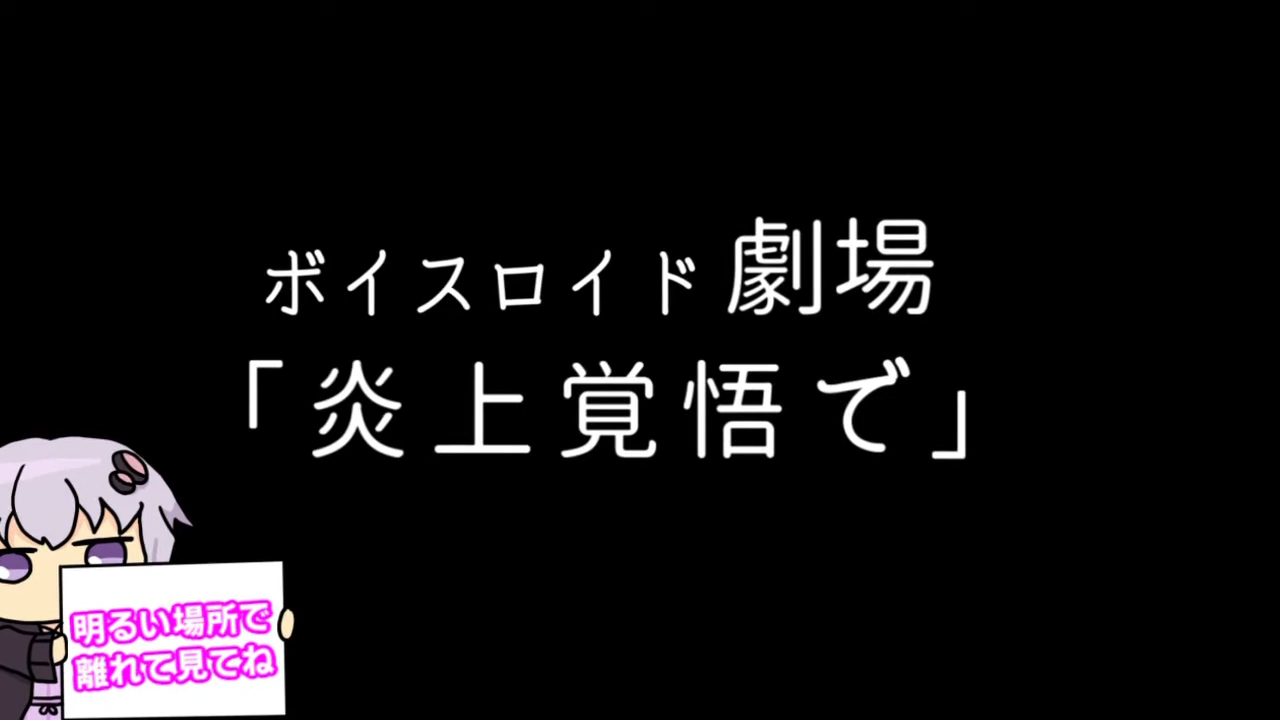 ボイスロイド劇場
「炎上覚悟で」
明るい場所で
離れて見てね